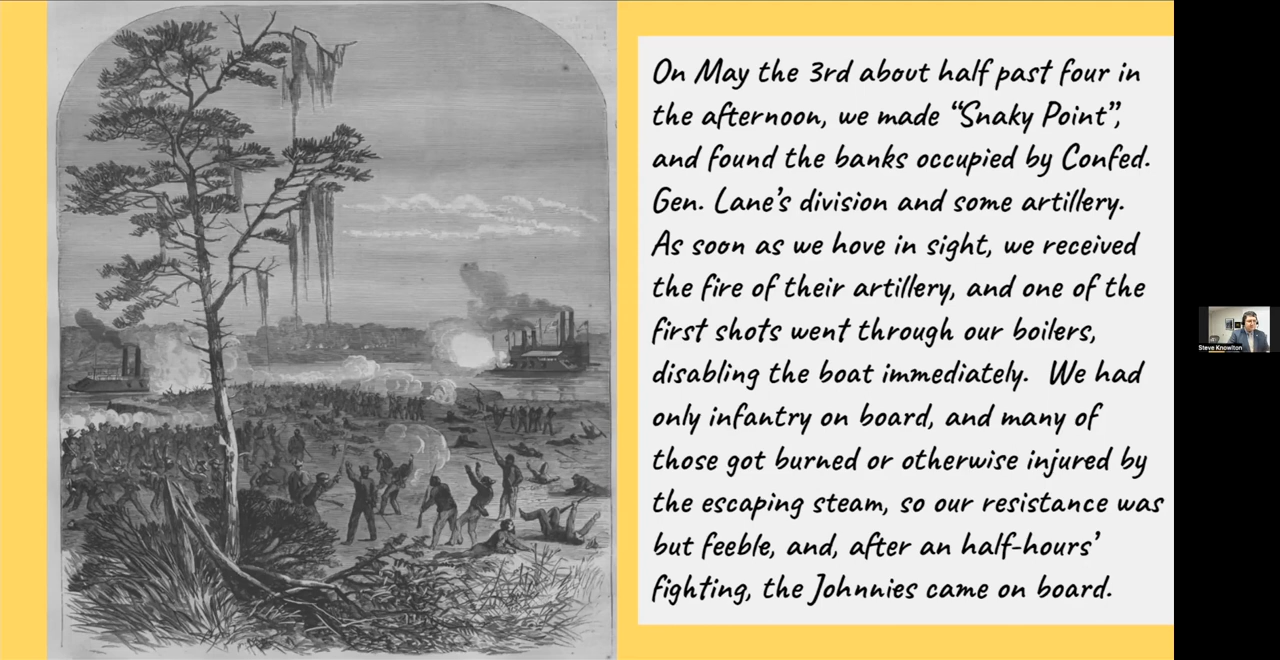 On May the 3rd about half past four in
the afternoon, we made “Snaky Point”,
and found the banks occupied by Confed.
Gen. Lane’s division and some artillery.
As soon as we hove in sight, we received
the fire of their artillery, and one of the
first shots went through our boilers,
disabling the boat immediately.  We had
only infantry on board, and many of
those got burned or otherwise injured by
the escaping steam, so our resistance was
but feeble, and, after an half-hours’
fighting, the Johnnies came on board.
Steve Knowlton